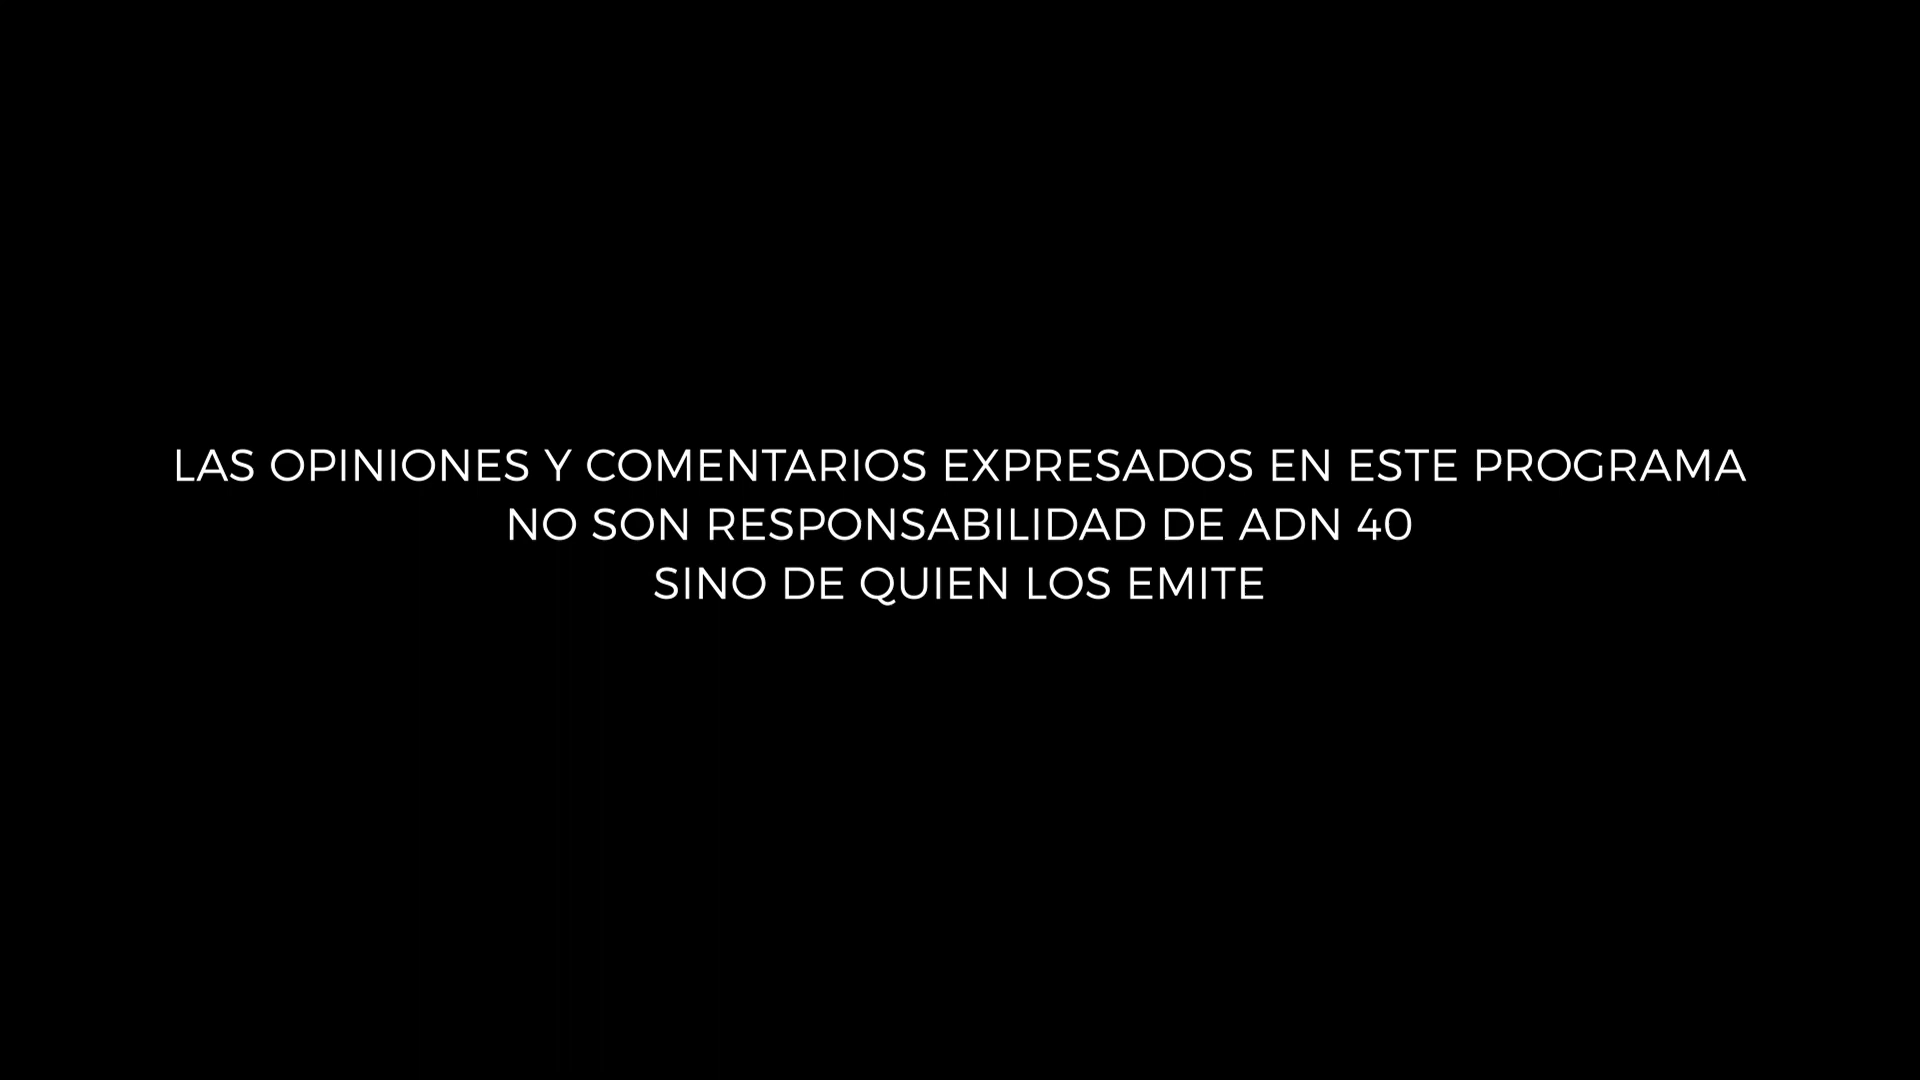 LAS OPINIONES Y COMENTARIOS EXPRESADOS EN ESTE PROGRAMA
NO SON RESPONSABILIDAD DE ADN 40
SINO DE QUIEN LOS EMITE